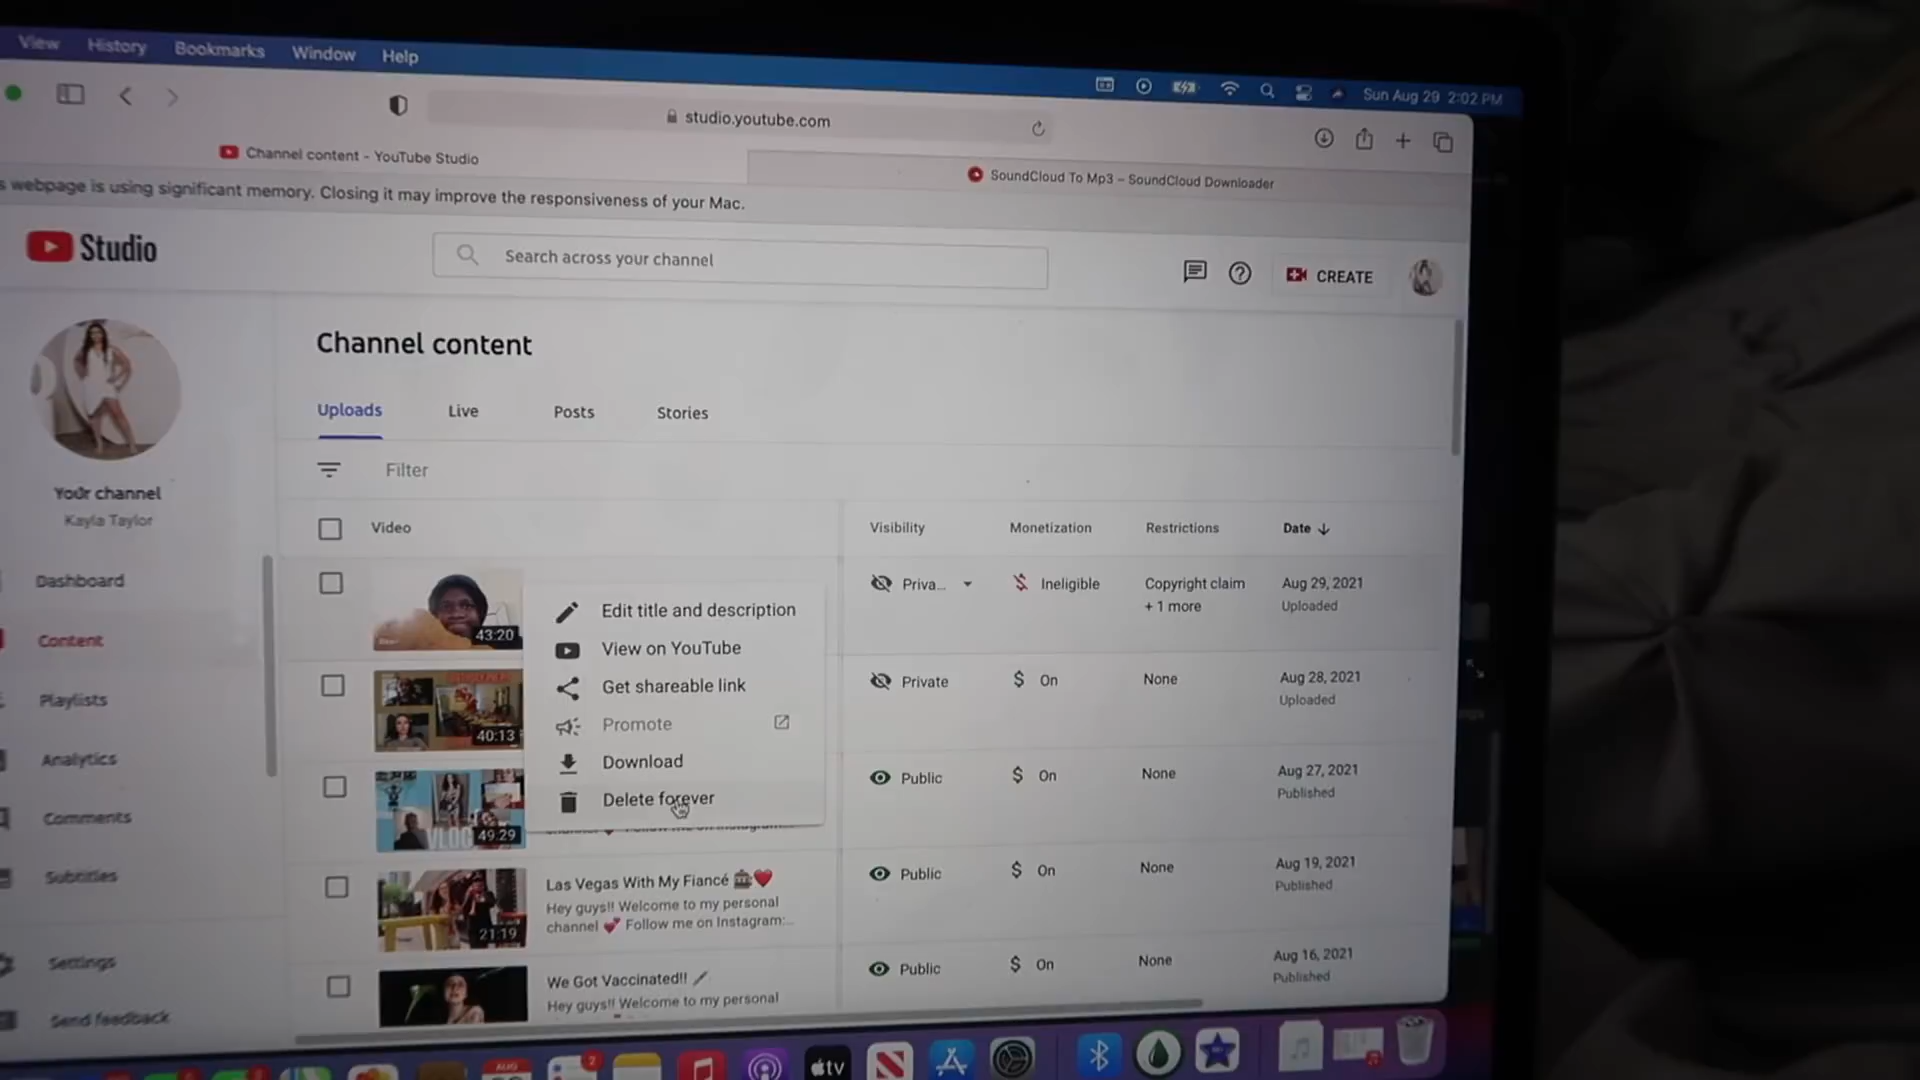 View History Bookmarks Window Help
Sun Aug 29 2:02 PM
studio.youtube.com
Channel content - YouTube Studio
SoundCloud To Mp3 – SoundCloud Downloader
s webpage is using significant memory. Closing it may improve the responsiveness of your Mac.
Studio
Search across your channel
CREATE
Channel content
Uploads Live Posts Stories
Filter
Your channel
Kayla Taylor
Dashboard
Content
Playlists
Analytics
Comments
Subtitles
Settings
Send feedback
Video Visibility Monetization Restrictions Date
43:20
Priva... Ineligible Copyright claim Aug 29, 2021
+ 1 more Uploaded
Edit title and description
View on YouTube
Get shareable link
Promote
Download
Delete forever
40:13
Private $ On None Aug 28, 2021
Uploaded
VLOG 49:29
Public $ On None Aug 27, 2021
Published
21:19
Las Vegas With My Fiancé 🎰❤️
Hey guys!! Welcome to my personal
channel 💕 Follow me on Instagram:...
Public $ On None Aug 19, 2021
Published
We Got Vaccinated!! 💉
Hey guys!! Welcome to my personal
Public $ On None Aug 16, 2021
Published
AUG
2
tv